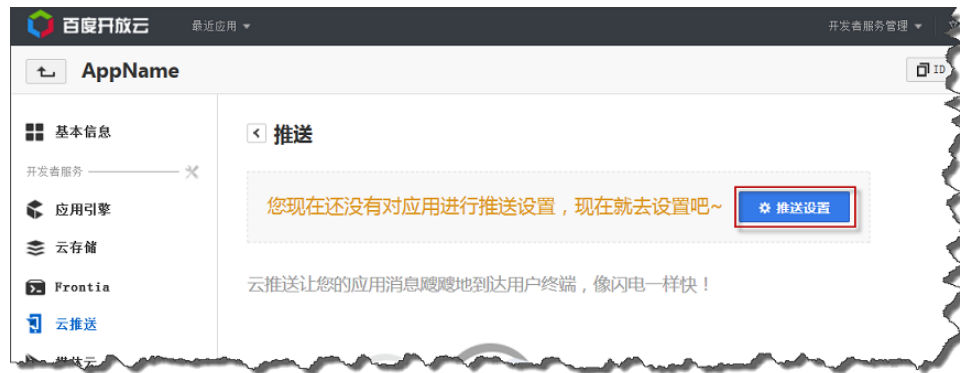 百度开放云 最近应用 开发者服务管理
AppName ID
基本信息
推送
开发者服务
应用引擎
您现在还没有对应用进行推送设置，现在就去设置吧~ 推送设置
云存储
Frontia
云推送让您的应用消息飕飕地到达用户终端，像闪电一样快！
云推送